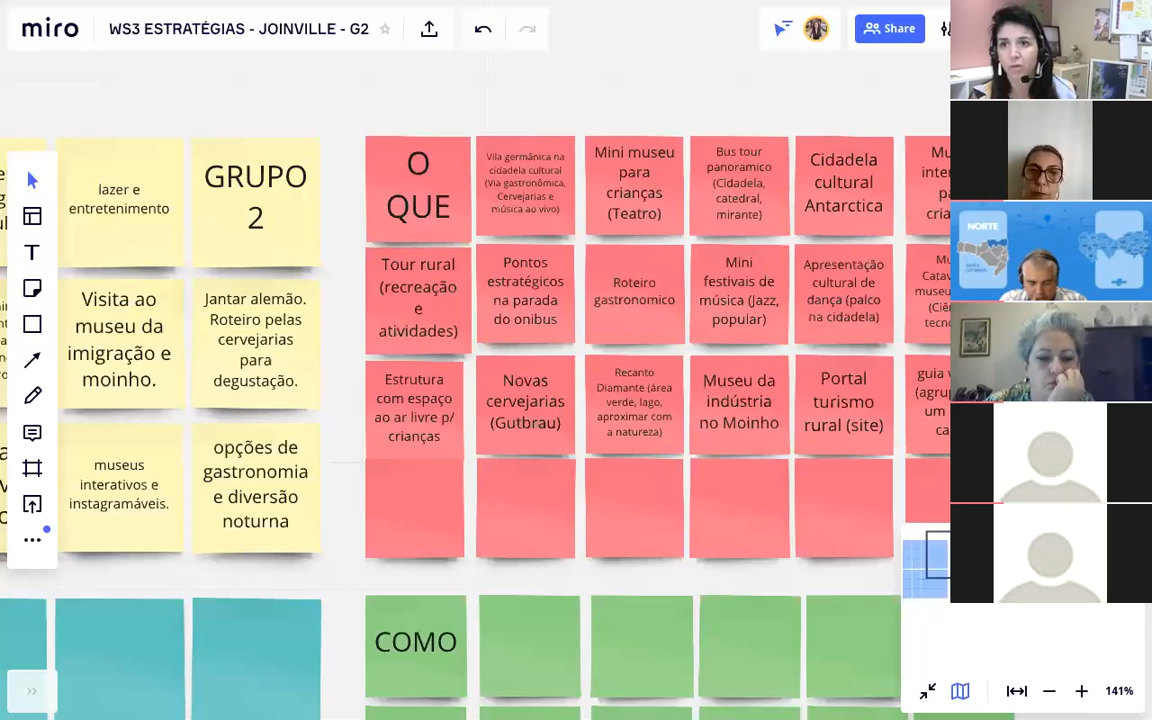 miro
WS3 ESTRATÉGIAS - JOINVILLE - G2
Share
lazer e
entretenimento
GRUPO
2
Visita ao
museu da
imigração e
moinho.
Jantar alemão.
Roteiro pelas
cervejarias
para
degustação.
museus
interativos e
instagramáveis.
opções de
gastronomia
e diversão
noturna
O
QUE
Vila germânica na
cidadela cultural
(Via gastronômica,
Cervejarias e
música ao vivo)
Mini museu
para
crianças
(Teatro)
Bus tour
panoramico
(Cidadela,
catedral,
mirante)
Cidadela
cultural
Antarctica
Tour rural
(recreação
e
atividades)
Pontos
estratégicos
na parada
do onibus
Roteiro
gastronomico
Mini
festivais de
música (Jazz,
popular)
Apresentação
cultural de
dança (palco
na cidadela)
Estrutura
com espaço
ao ar livre p/
crianças
Novas
cervejarias
(Gutbrau)
Recanto
Diamante (área
verde, lago,
aproximar com
a natureza)
Museu da
indústria
no Moinho
Portal
turismo
rural (site)
guia
(agru
um
COMO
NORTE
141%